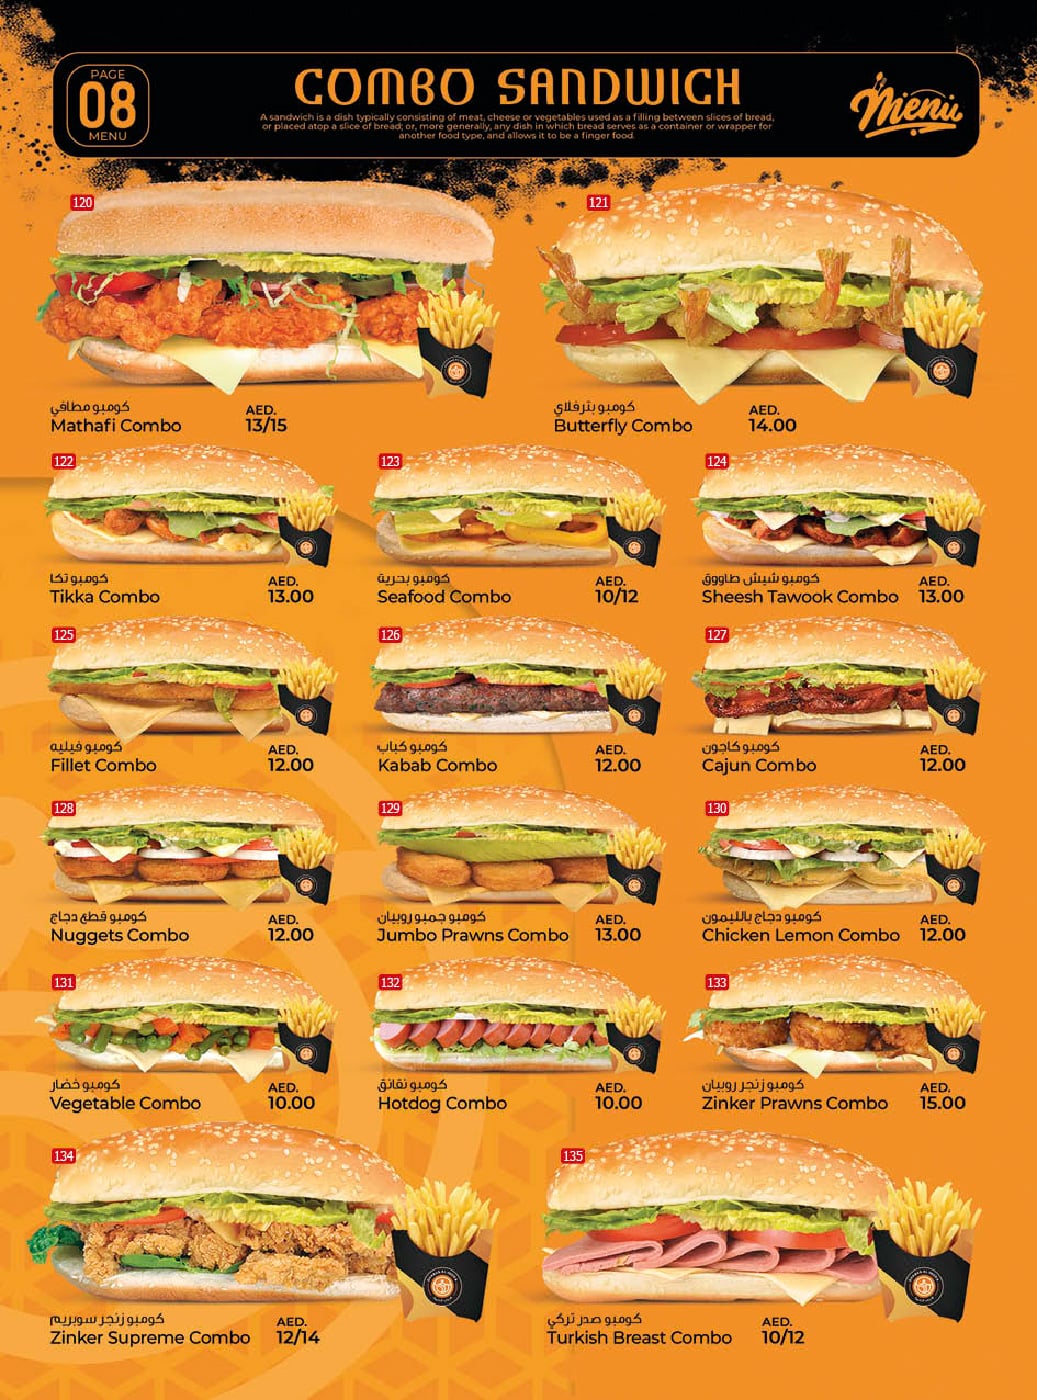 PAGE
08
MENU
COMBO SANDWICH
A sandwich is a dish typically consisting of meat, cheese or vegetables used as a filling between slices of bread,
or placed atop a slice of bread; or, more generally, any dish in which bread serves as a container or wrapper for
another food type, and allows it to be a finger food.
Menu
120
كومبو مطافي
Mathafi Combo
AED.
13/15
121
كومبو بترفلاي
Butterfly Combo
AED.
14.00
122
كومبو تكا
Tikka Combo
AED.
13.00
123
كومبو بحرية
Seafood Combo
AED.
10/12
124
كومبو شيش طاووق
Sheesh Tawook Combo
AED.
13.00
125
كومبو فيليه
Fillet Combo
AED.
12.00
126
كومبو كباب
Kabab Combo
AED.
12.00
127
كومبو كاجون
Cajun Combo
AED.
12.00
128
كومبو قطع دجاج
Nuggets Combo
AED.
12.00
129
كومبو جمبو روبيان
Jumbo Prawns Combo
AED.
13.00
130
كومبو دجاج بالليمون
Chicken Lemon Combo
AED.
12.00
131
كومبو خضار
Vegetable Combo
AED.
10.00
132
كومبو نقانق
Hotdog Combo
AED.
10.00
133
كومبو زنجر روبيان
Zinker Prawns Combo
AED.
15.00
134
كومبو زنجر سوبريم
Zinker Supreme Combo
AED.
12/14
135
كومبو صدر تركي
Turkish Breast Combo
AED.
10/12